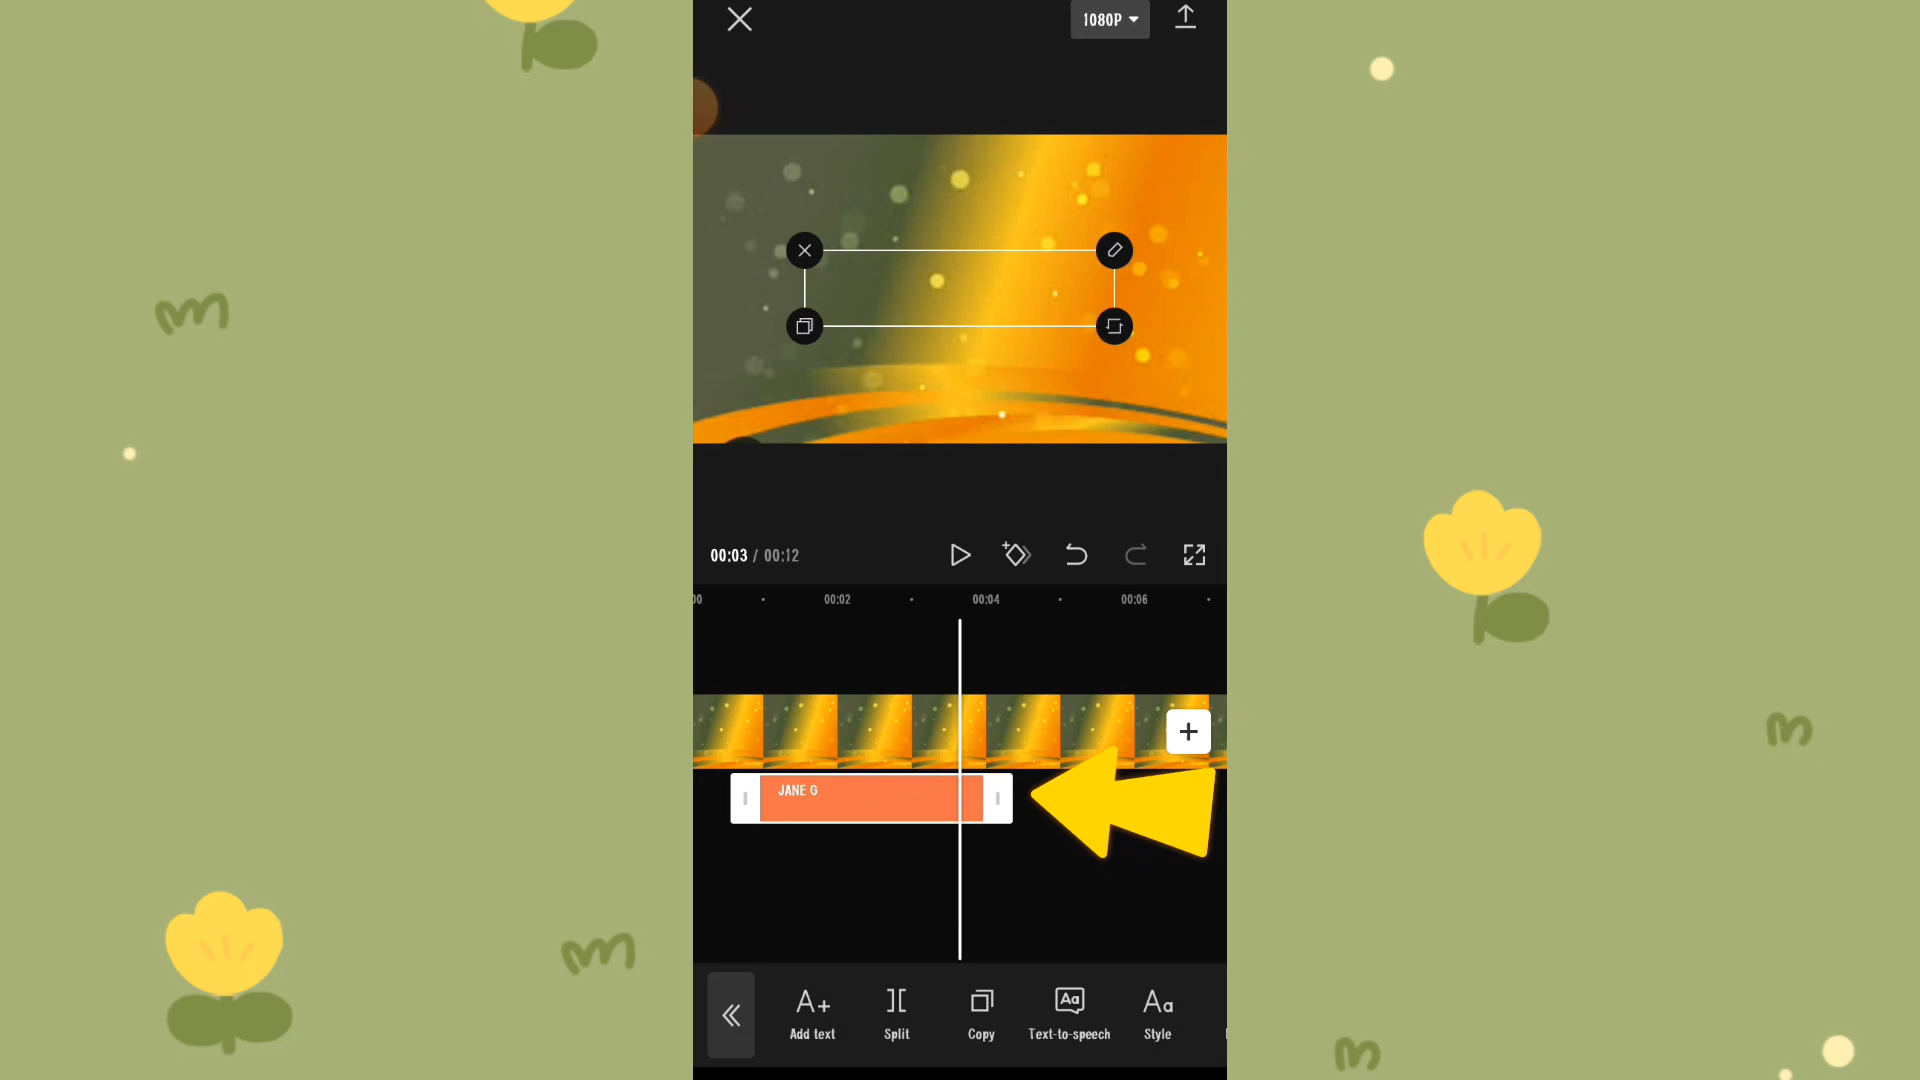 1080P
00:03 / 00:12
00 00:02 00:04 00:06
JANE G
Add text Split Copy Text-to-speech Style